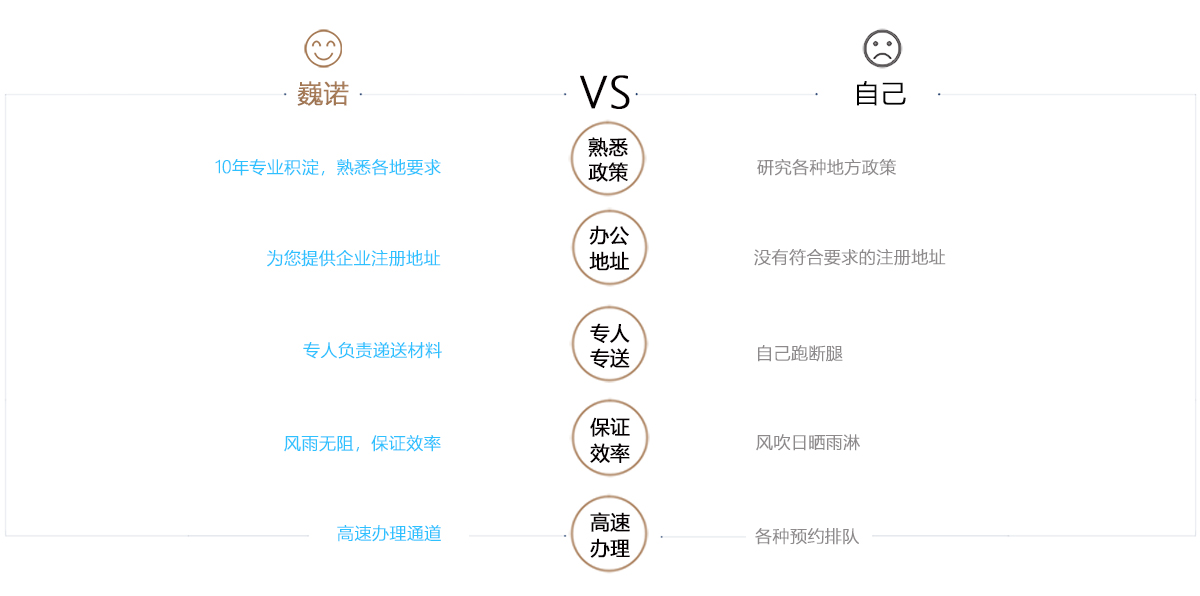 巍诺
VS
自己
10年专业积淀，熟悉各地要求
熟悉
政策
研究各种地方政策
为您提供企业注册地址
办公
地址
没有符合要求的注册地址
专人负责递送材料
专人
专送
自己跑断腿
风雨无阻，保证效率
保证
效率
风吹日晒雨淋
高速办理通道
高速
办理
各种预约排队